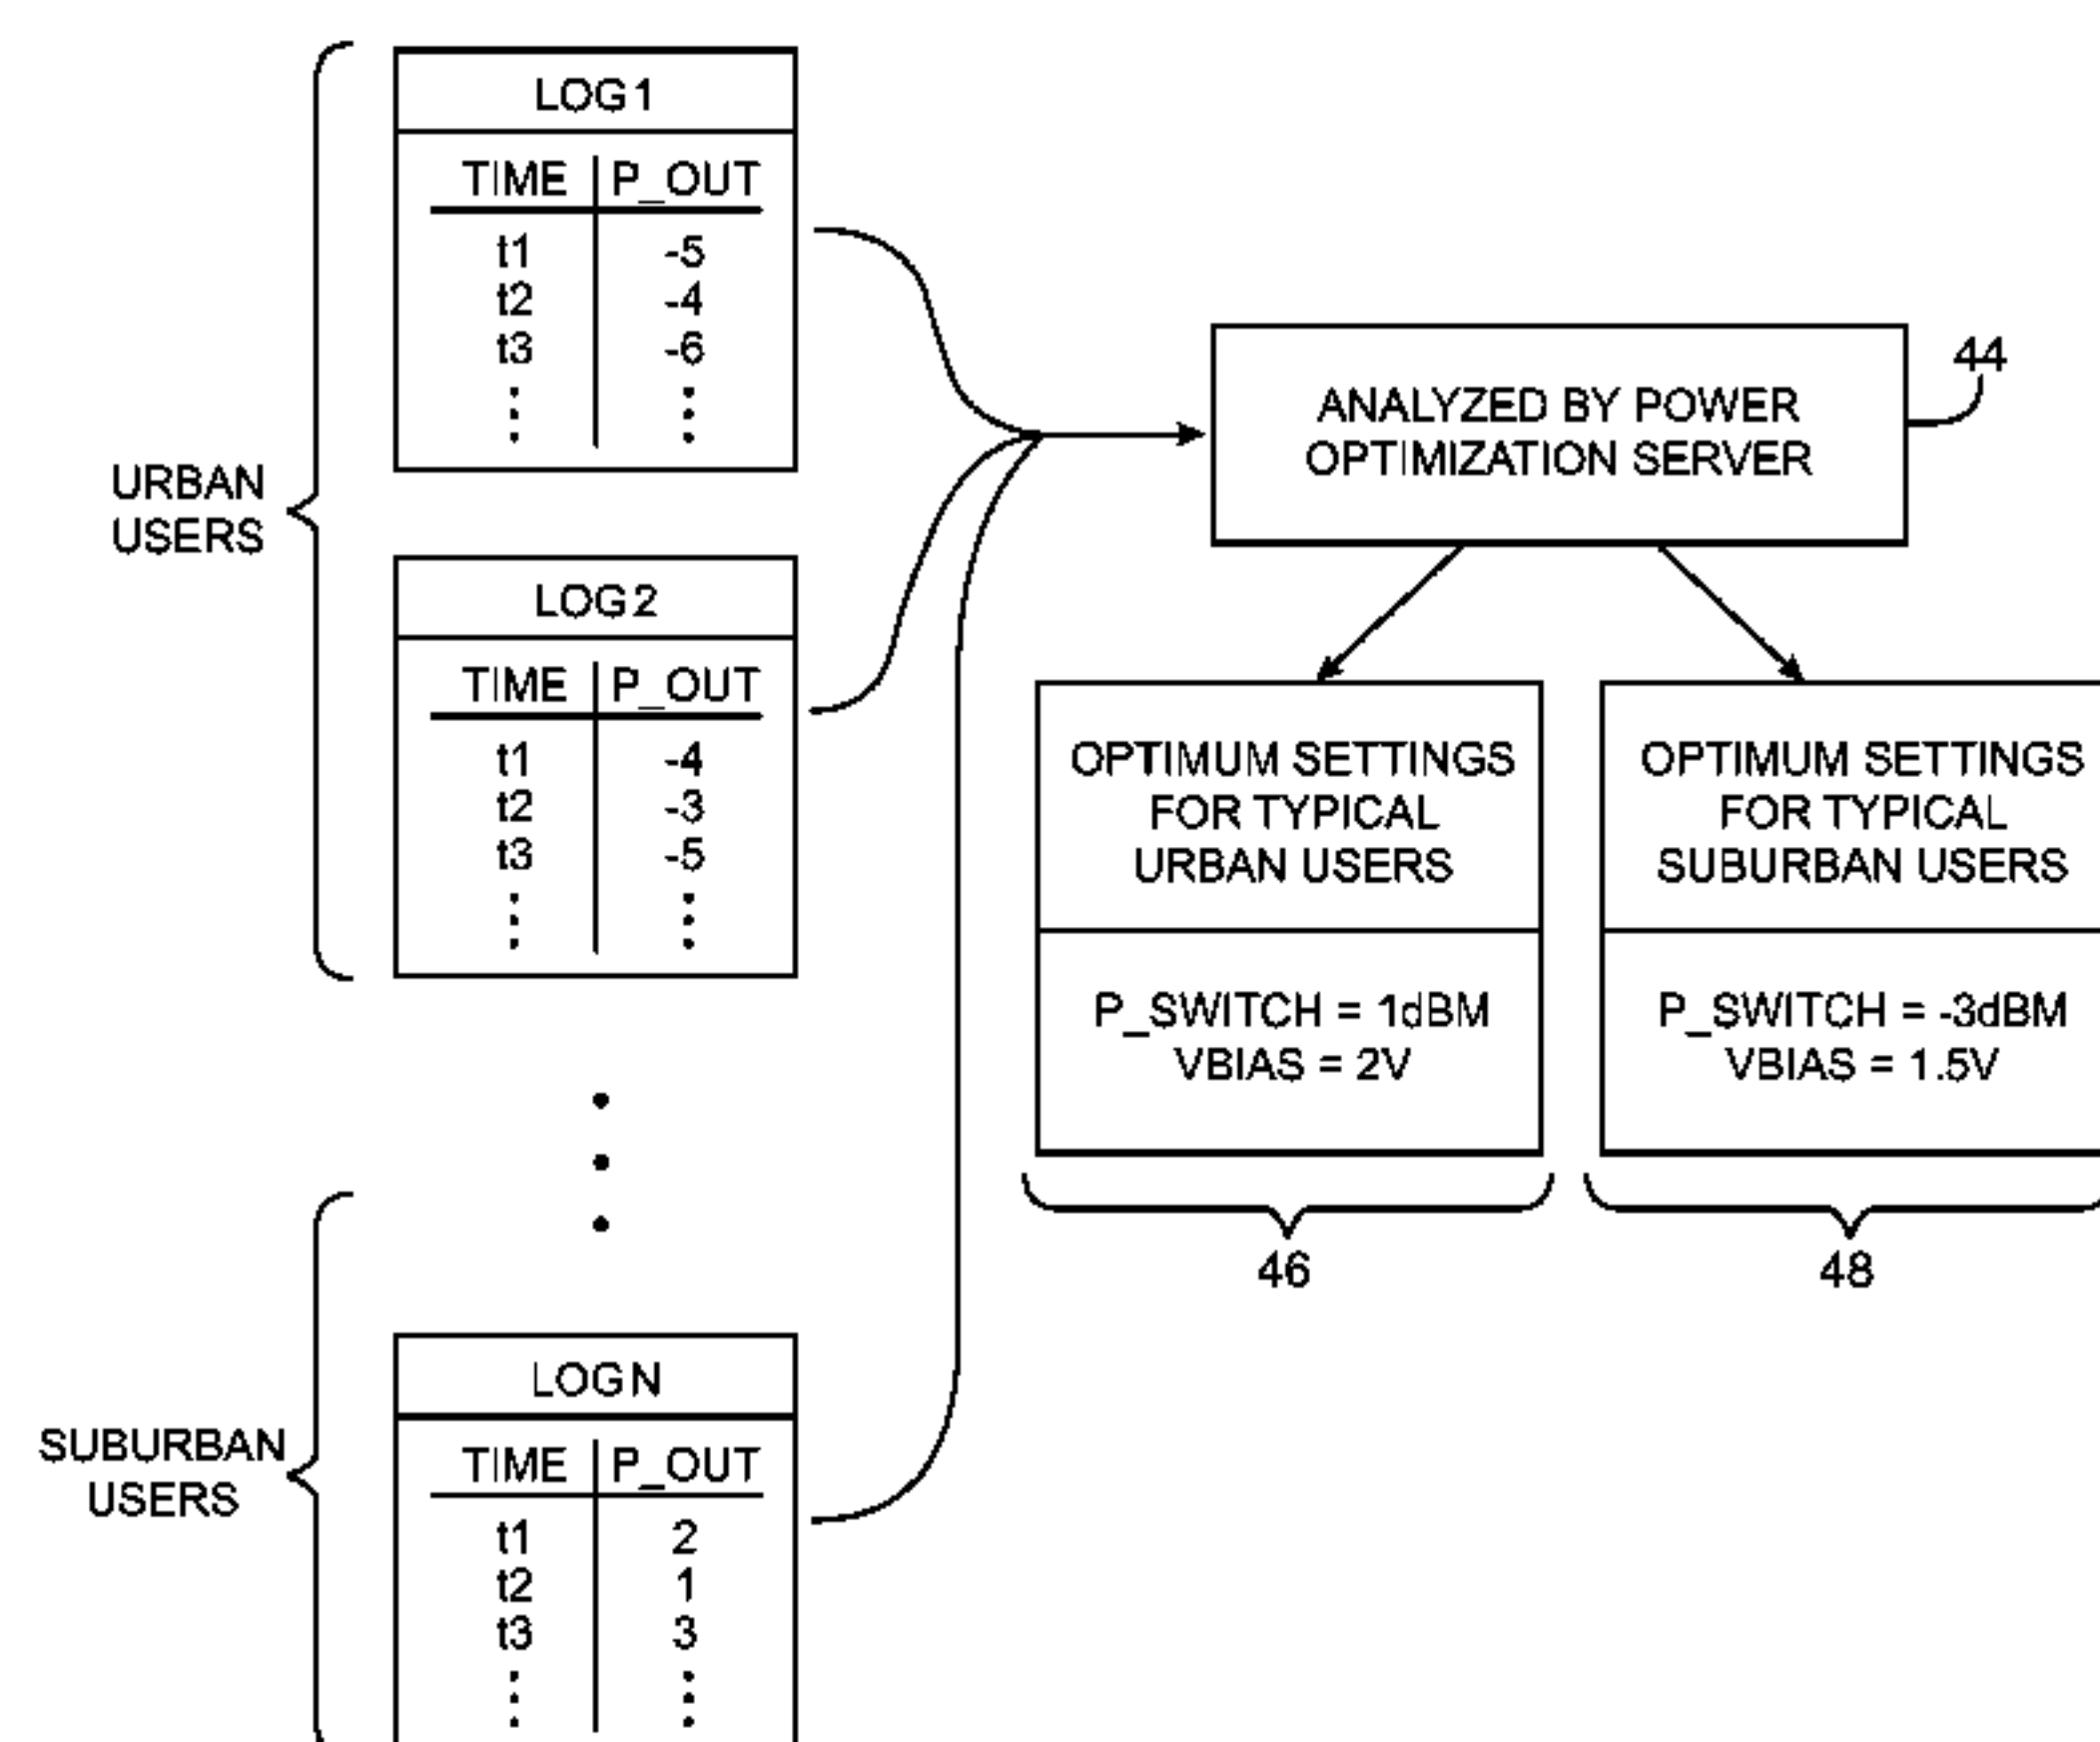 LOG1
TIME P_OUT
t1 -5
t2 -4
t3 -6
URBAN
USERS
LOG2
TIME P_OUT
t1 -4
t2 -3
t3 -5
SUBURBAN
USERS
LOGN
TIME P_OUT
t1 2
t2 1
t3 3
ANALYZED BY POWER
OPTIMIZATION SERVER
44
OPTIMUM SETTINGS
FOR TYPICAL
URBAN USERS
P_SWITCH = 1dBM
VBIAS = 2V
46
OPTIMUM SETTINGS
FOR TYPICAL
SUBURBAN USERS
P_SWITCH = -3dBM
VBIAS = 1.5V
48